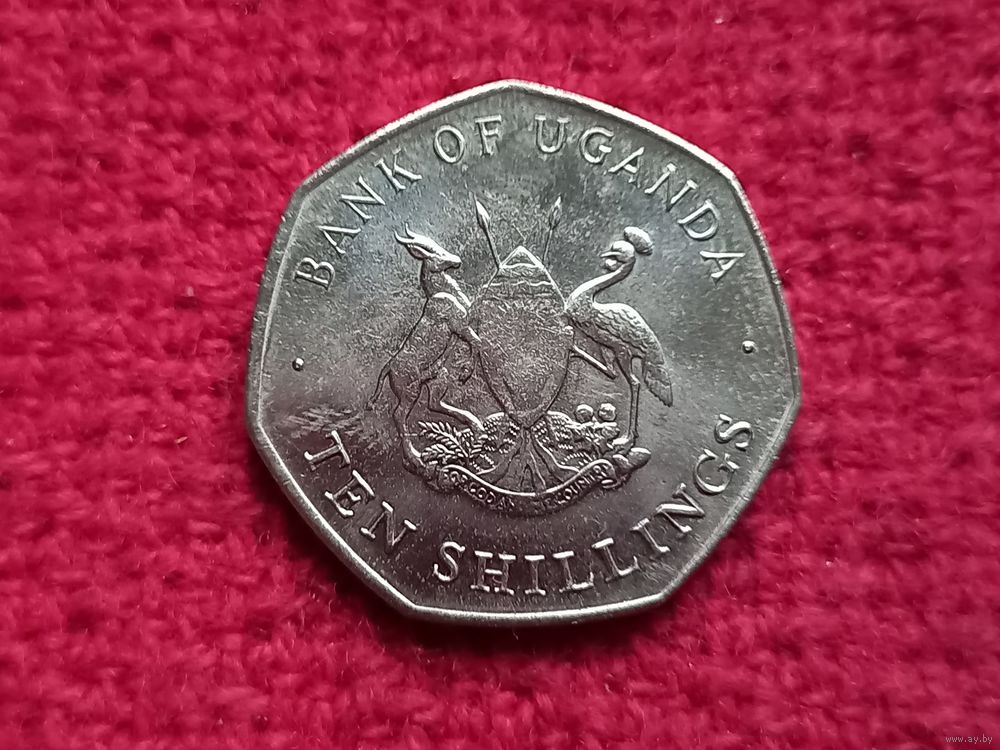 BANK OF UGANDA
FOR GOD AND MY COUNTRY
TEN SHILLINGS
www.ay.by